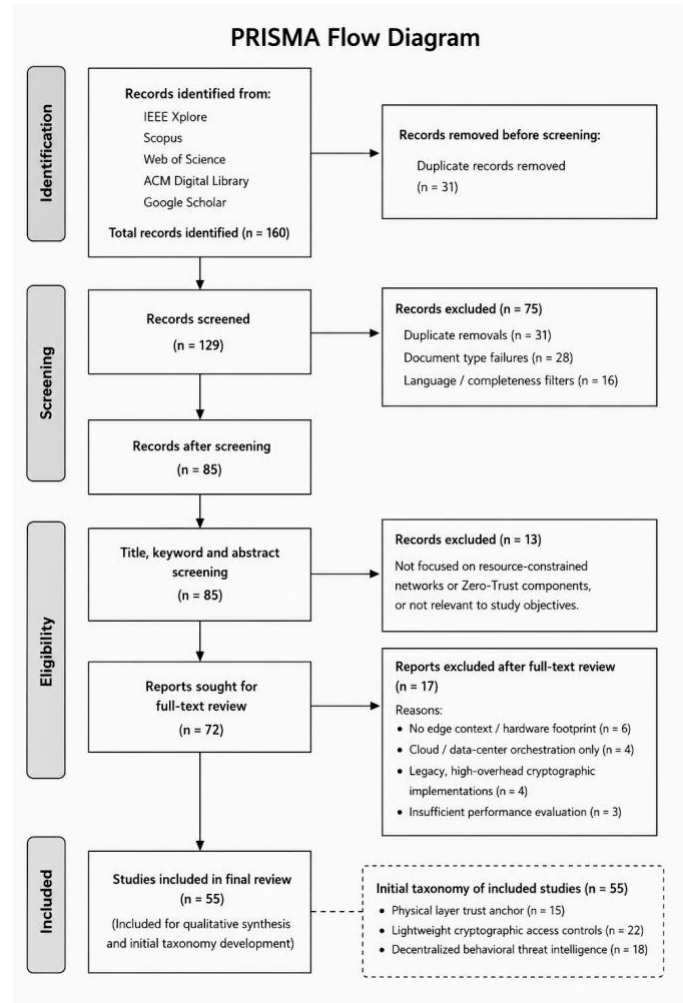 PRISMA Flow Diagram
Identification
Records identified from:
IEEE Xplore
Scopus
Web of Science
ACM Digital Library
Google Scholar
Total records identified (n = 160)
Records removed before screening:
Duplicate records removed
(n = 31)
Screening
Records screened
(n = 129)
Records excluded (n = 75)
Duplicate removals (n = 31)
Document type failures (n = 28)
Language / completeness filters (n = 16)
Records after screening
(n = 85)
Eligibility
Title, keyword and abstract
screening
(n = 85)
Records excluded (n = 13)
Not focused on resource-constrained
networks or Zero-Trust components,
or not relevant to study objectives.
Reports sought for
full-text review
(n = 72)
Reports excluded after full-text review
(n = 17)
Reasons:
• No edge context / hardware footprint (n = 6)
• Cloud / data-center orchestration only (n = 4)
• Legacy, high-overhead cryptographic
implementations (n = 4)
• Insufficient performance evaluation (n = 3)
Included
Studies included in final review
(n = 55)
(Included for qualitative synthesis
and initial taxonomy development)
Initial taxonomy of included studies (n = 55)
• Physical layer trust anchor (n = 15)
• Lightweight cryptographic access controls (n = 22)
• Decentralized behavioral threat intelligence (n = 18)